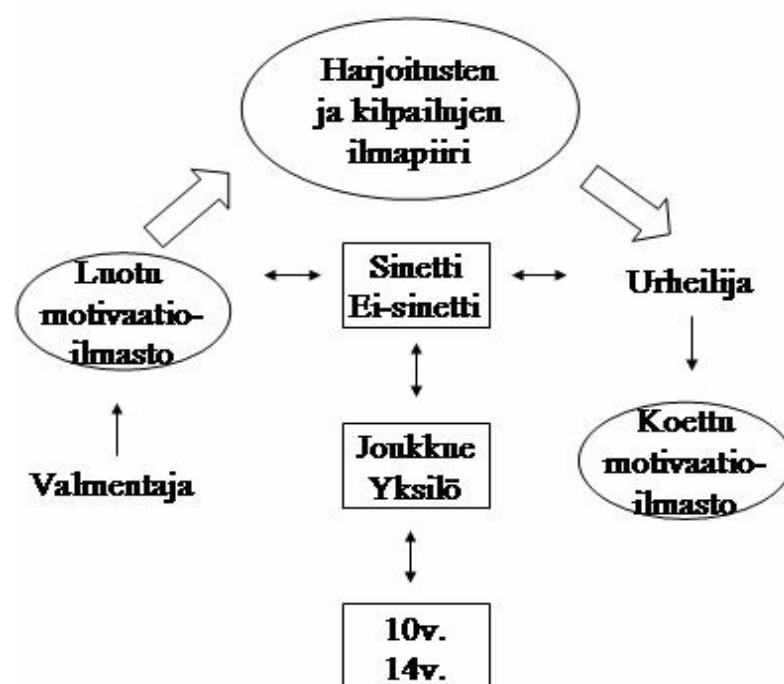 Harjoitusten
ja kilpailujen
ilmapiiri
Luotu
motivaatio-
ilmasto
Sinetti
Ei-sinetti
Urheilija
Valmentaja
Joukkue
Yksilö
Koettu
motivaatio-
ilmasto
10v.
14v.